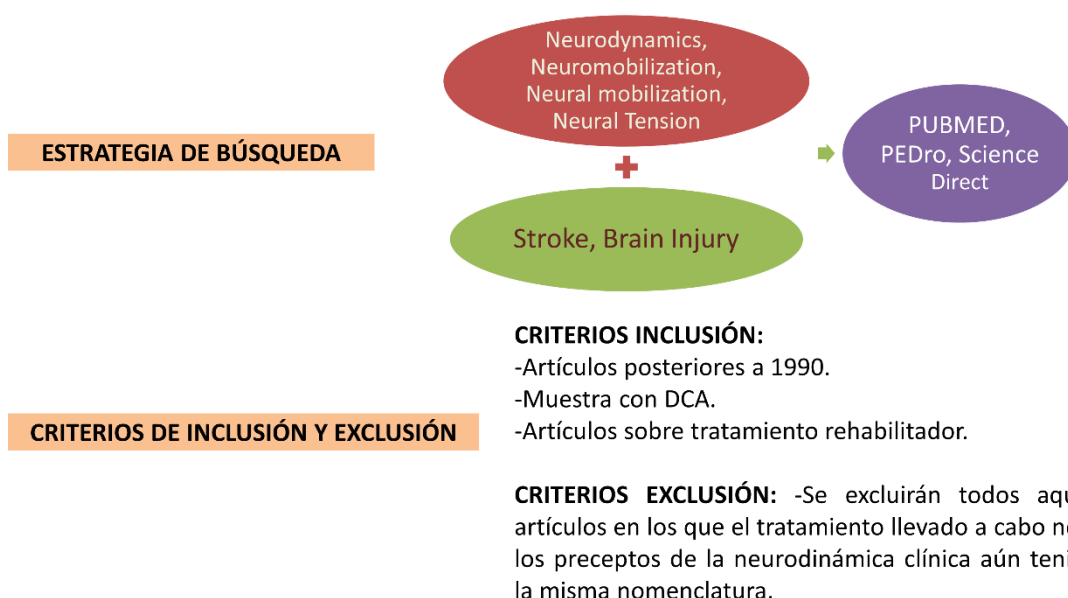 Neurodynamics,
Neuromobilization,
Neural mobilization,
Neural Tension
ESTRATEGIA DE BÚSQUEDA
PUBMED,
PEDro, Science
Direct
Stroke, Brain Injury
CRITERIOS INCLUSIÓN:
-Artículos posteriores a 1990.
-Muestra con DCA.
-Artículos sobre tratamiento rehabilitador.
CRITERIOS DE INCLUSIÓN Y EXCLUSIÓN
CRITERIOS EXCLUSIÓN: -Se excluirán todos
artículos en los que el tratamiento llevado a cabo
los preceptos de la neurodinámica clínica aún
la misma nomenclatura.